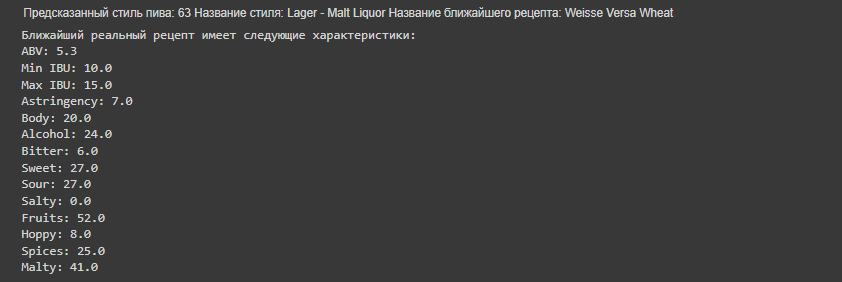 Предсказанный стиль пива: 63 Название стиля: Lager - Malt Liquor Название ближайшего рецепта: Weisse Versa Wheat
Ближайший реальный рецепт имеет следующие характеристики:
ABV: 5.3
Min IBU: 10.0
Max IBU: 15.0
Astringency: 7.0
Body: 20.0
Alcohol: 24.0
Bitter: 6.0
Sweet: 27.0
Sour: 27.0
Salty: 0.0
Fruits: 52.0
Hoppy: 8.0
Spices: 25.0
Malty: 41.0